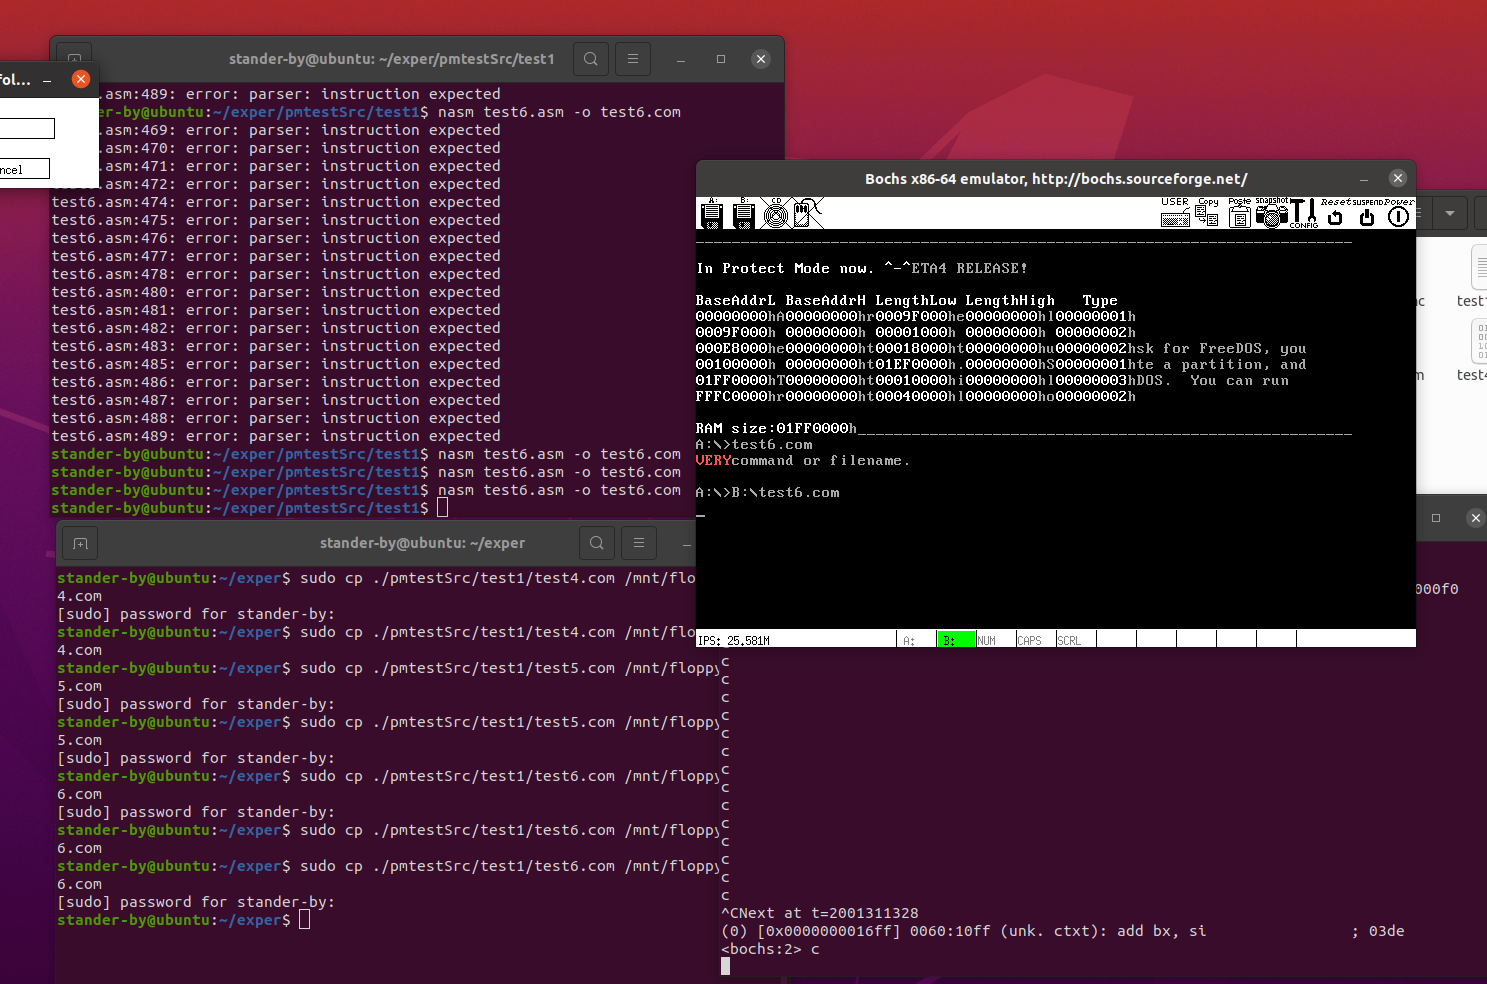 stander-by@ubuntu: ~/exper/pmtestSrc/test1
fol...
ncel
.asm:489: error: parser: instruction expected
er-by@ubuntu:~/exper/pmtestSrc/test1$ nasm test6.asm -o test6.com
.asm:469: error: parser: instruction expected
.asm:470: error: parser: instruction expected
.asm:471: error: parser: instruction expected
.asm:472: error: parser: instruction expected
test6.asm:474: error: parser: instruction expected
test6.asm:475: error: parser: instruction expected
test6.asm:476: error: parser: instruction expected
test6.asm:477: error: parser: instruction expected
test6.asm:478: error: parser: instruction expected
test6.asm:480: error: parser: instruction expected
test6.asm:481: error: parser: instruction expected
test6.asm:482: error: parser: instruction expected
test6.asm:483: error: parser: instruction expected
test6.asm:485: error: parser: instruction expected
test6.asm:486: error: parser: instruction expected
test6.asm:487: error: parser: instruction expected
test6.asm:488: error: parser: instruction expected
test6.asm:489: error: parser: instruction expected
stander-by@ubuntu:~/exper/pmtestSrc/test1$ nasm test6.asm -o test6.com
stander-by@ubuntu:~/exper/pmtestSrc/test1$ nasm test6.asm -o test6.com
stander-by@ubuntu:~/exper/pmtestSrc/test1$ nasm test6.asm -o test6.com
stander-by@ubuntu:~/exper/pmtestSrc/test1$
Bochs x86-64 emulator, http://bochs.sourceforge.net/
A: B: CD USER Copy Paste snapshot CONFIG Reset SUSPEND Power
In Protect Mode now. ^-^ETA4 RELEASE!
BaseAddrL BaseAddrH LengthLow LengthHigh   Type
00000000hA00000000hr0009F000he00000000hl00000001h
0009F000h 00000000h 00001000h 00000000h 00000002h
000E8000he00000000ht00018000ht00000000hu00000002hsk for FreeDOS, you
00100000h 00000000ht01EF0000h.00000000hS00000001hte a partition, and
01FF0000hT00000000ht00010000hi00000000hl00000003hDOS.  You can run
FFFC0000hr00000000ht00040000hl00000000ho00000002h
RAM size:01FF0000h
A:\>test6.com
VERYcommand or filename.
A:\>B:\test6.com
IPS: 25.581M A: B: NUM CAPS SCRL
nc
test
m
test4
stander-by@ubuntu: ~/exper
stander-by@ubuntu:~/exper$ sudo cp ./pmtestSrc/test1/test4.com /mnt/flo
4.com
[sudo] password for stander-by:
stander-by@ubuntu:~/exper$ sudo cp ./pmtestSrc/test1/test4.com /mnt/flo
4.com
stander-by@ubuntu:~/exper$ sudo cp ./pmtestSrc/test1/test5.com /mnt/floppy
5.com
[sudo] password for stander-by:
stander-by@ubuntu:~/exper$ sudo cp ./pmtestSrc/test1/test5.com /mnt/floppy
5.com
[sudo] password for stander-by:
stander-by@ubuntu:~/exper$ sudo cp ./pmtestSrc/test1/test6.com /mnt/floppy
6.com
[sudo] password for stander-by:
stander-by@ubuntu:~/exper$ sudo cp ./pmtestSrc/test1/test6.com /mnt/floppy
6.com
stander-by@ubuntu:~/exper$ sudo cp ./pmtestSrc/test1/test6.com /mnt/floppy
6.com
[sudo] password for stander-by:
stander-by@ubuntu:~/exper$
000f0
c
c
c
c
c
c
c
c
c
c
c
c
c
c
^CNext at t=2001311328
(0) [0x0000000016ff] 0060:10ff (unk. ctxt): add bx, si                ; 03de
<bochs:2> c